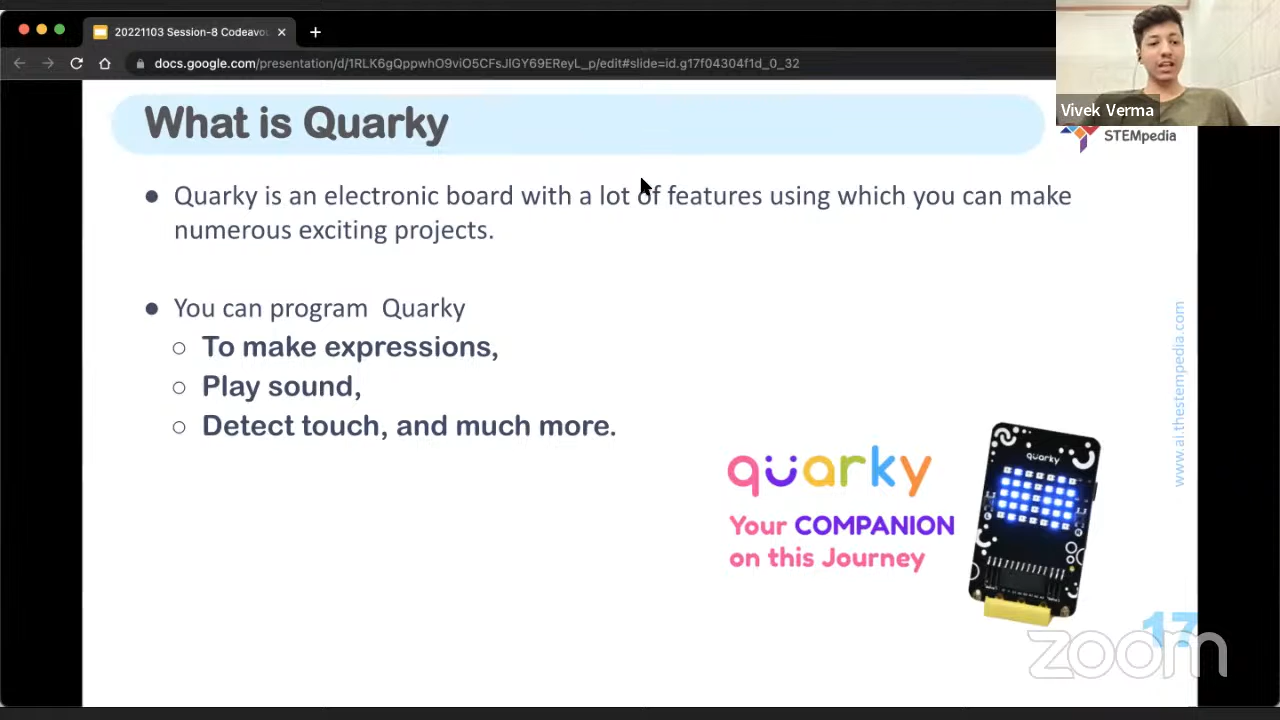 20221103 Session-8 Codeavou
docs.google.com/presentation/d/1RLK6gQppwhO9viO5CFsJIGY69EReyL_p/edit#slide=id.g17f04304f1d_0_32
Vivek Verma
STEMpedia
What is Quarky
● Quarky is an electronic board with a lot of features using which you can make
numerous exciting projects.
● You can program  Quarky
○ To make expressions,
○ Play sound,
○ Detect touch, and much more.
www.ai.thestempedia.com
quarky
Your COMPANION
on this Journey
quarky
17
zoom